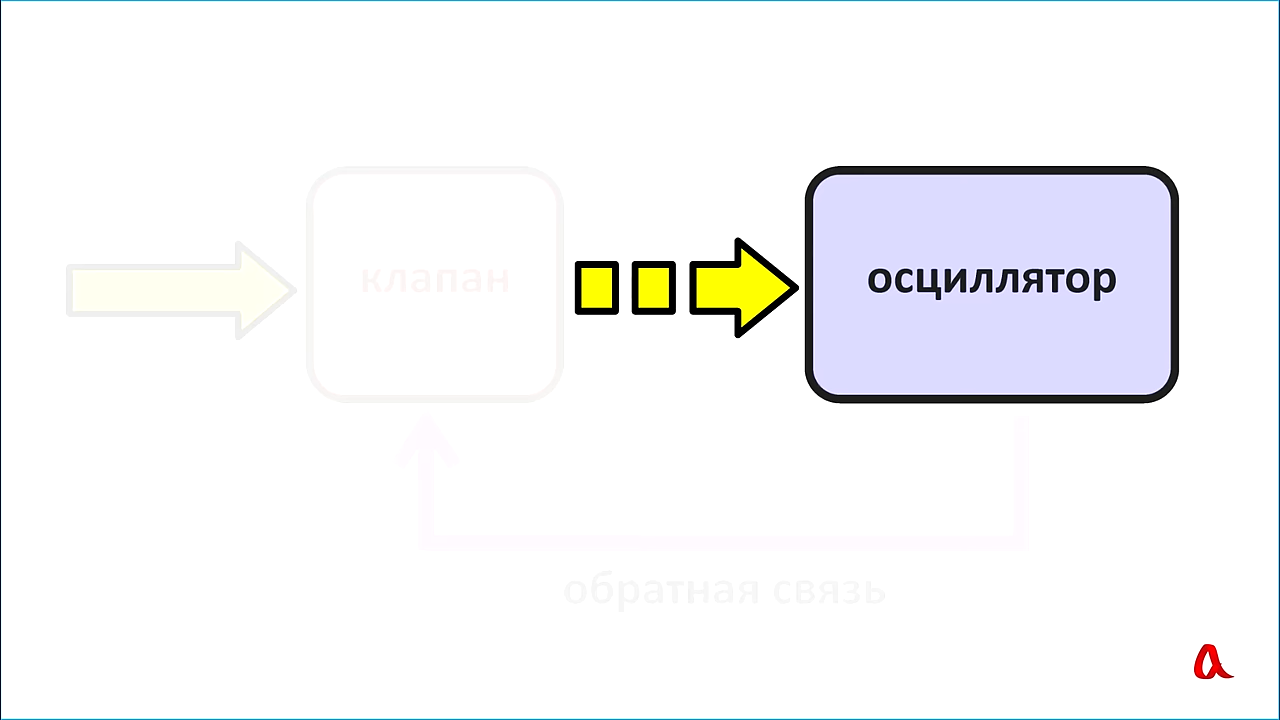 клапан
осциллятор
обратная связь
a